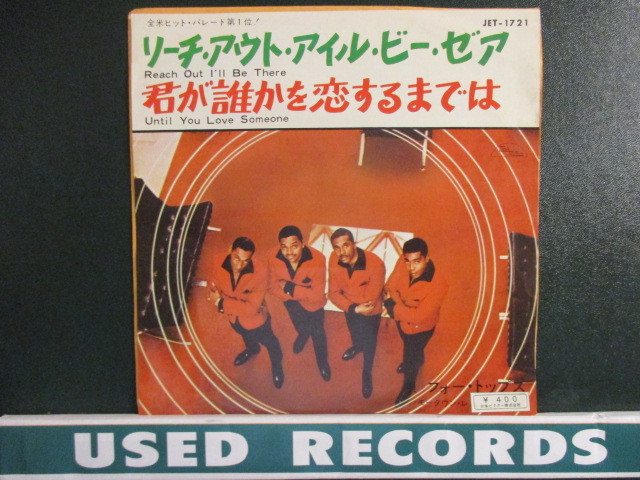 全米ヒット・パレード第1位！
JET-1721
リーチ・アウト・アイル・ビー・ゼア
Reach Out I'll Be There
君が誰かを恋するまでは
Until You Love Someone
フォー・トップス
¥ 400
USED RECORDS